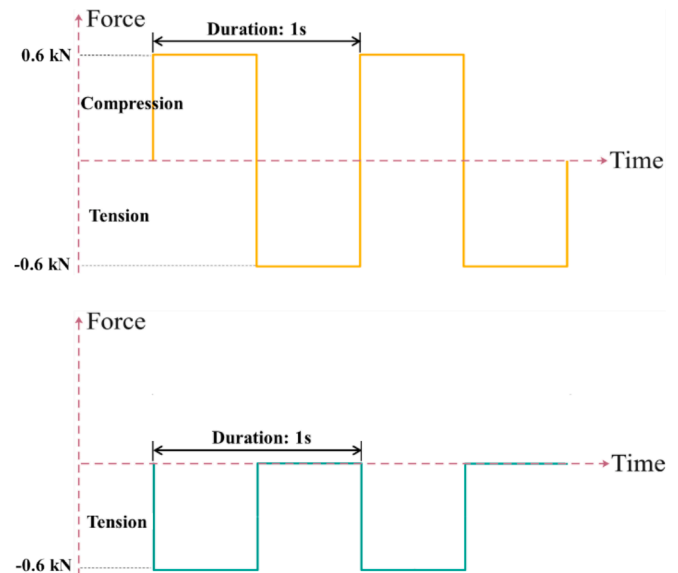 Force
Duration: 1s
0.6 kN
Compression
Time
Tension
-0.6 kN
Force
Duration: 1s
Time
Tension
-0.6 kN